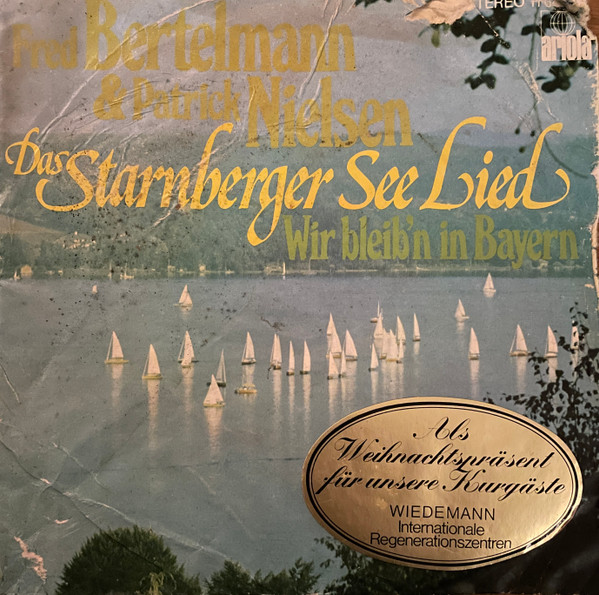 STEREO
ariola
Fred Bertelmann
& Patrick Nielsen
Das Starnberger See Lied
Wir bleib'n in Bayern
Als
Weihnachtspräsent
für unsere Kurgäste
WIEDEMANN
Internationale
Regenerationszentren